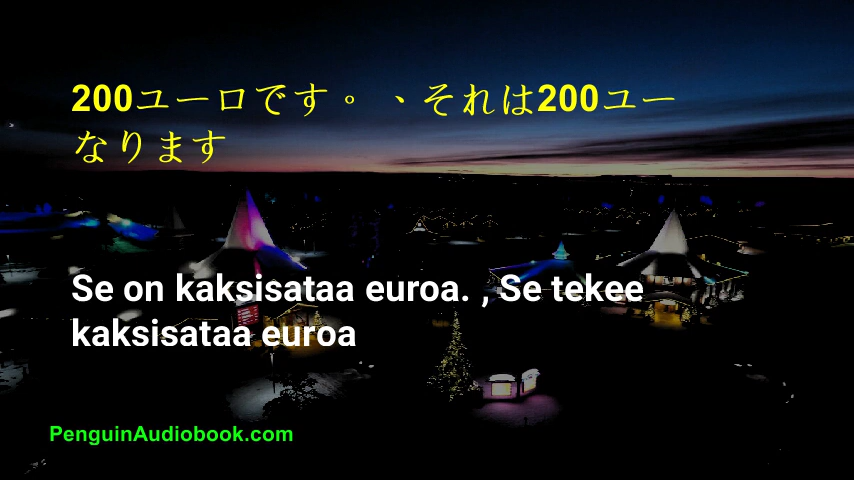 200ユーロです。 、それは200ユー
なります
Se on kaksisataa euroa. , Se tekee
kaksisataa euroa
PenguinAudiobook.com